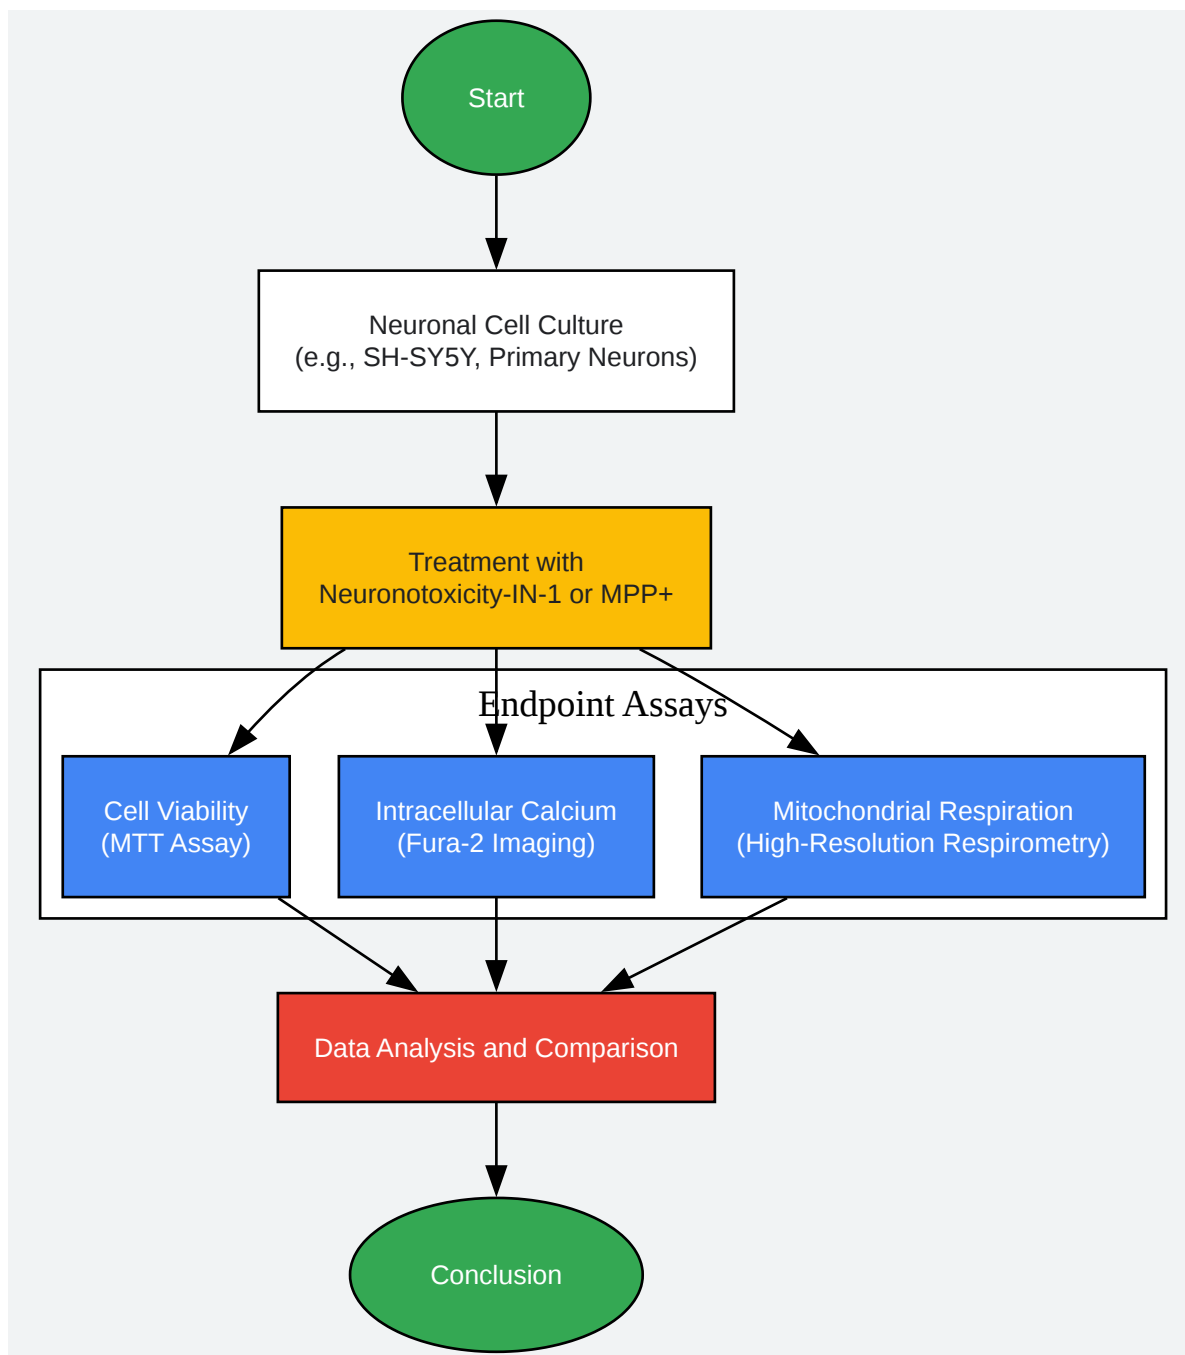 Start
Neuronal Cell Culture
(e.g., SH-SY5Y, Primary Neurons)
Treatment with
Neuronotoxicity-IN-1 or MPP+
Endpoint Assays
Cell Viability
(MTT Assay)
Intracellular Calcium
(Fura-2 Imaging)
Mitochondrial Respiration
(High-Resolution Respirometry)
Data Analysis and Comparison
Conclusion